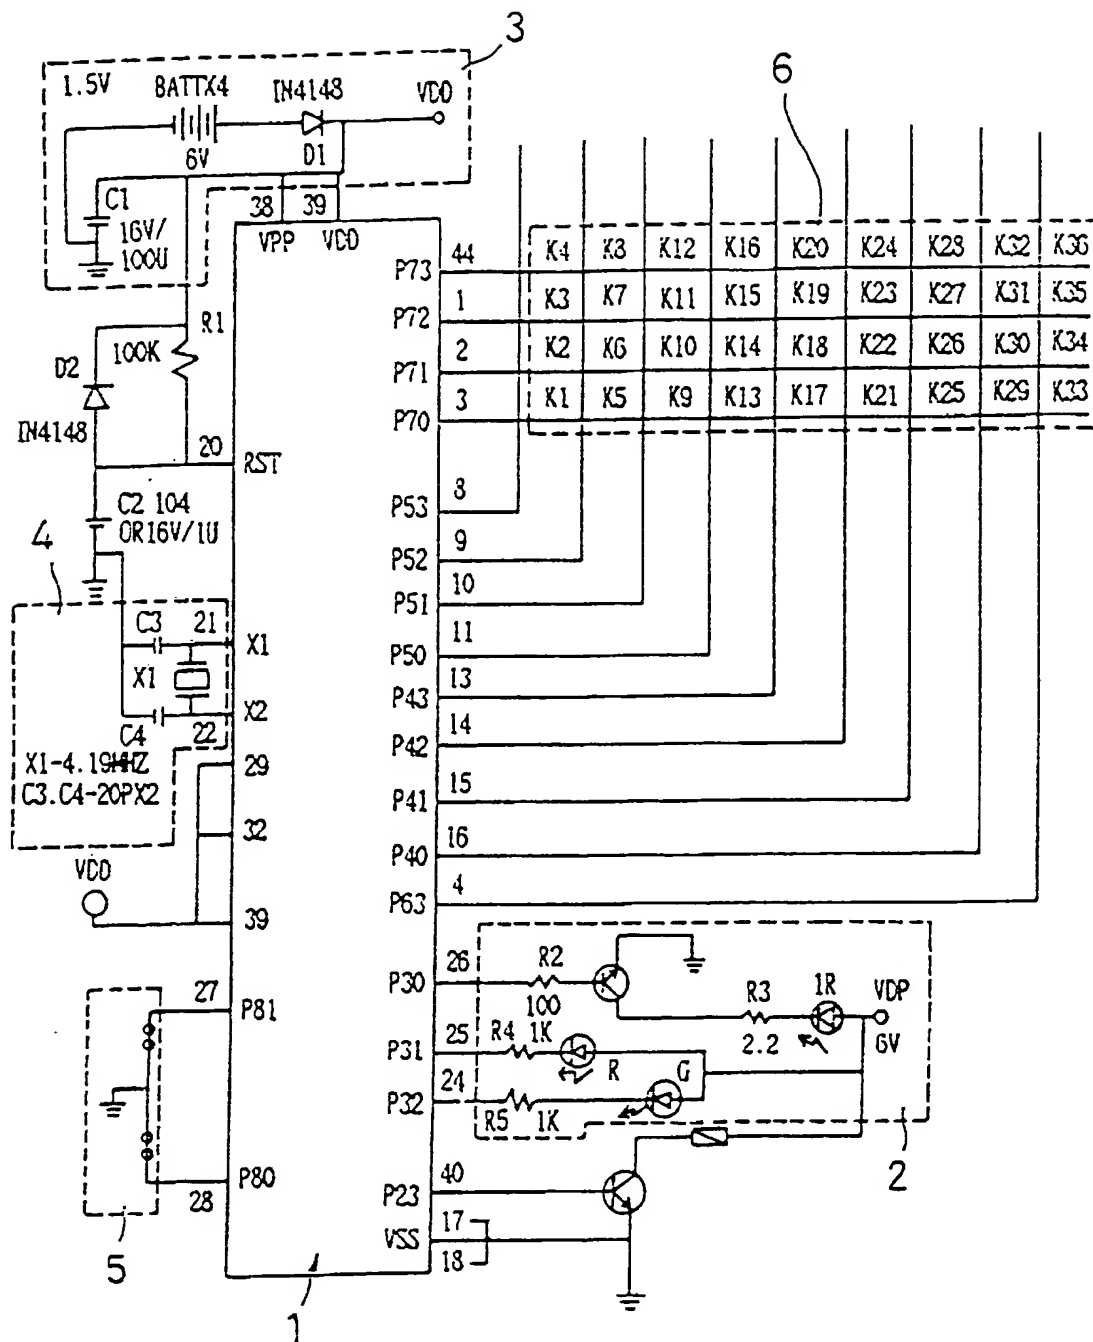 3
1.5V BATTX4 IN4148 VDD
6V D1
C1
16V/
100U
38 39
VPP VDD
6
K4 K8 K12 K16 K20 K24 K28 K32 K36
K3 K7 K11 K15 K19 K23 K27 K31 K35
K2 K6 K10 K14 K18 K22 K26 K30 K34
K1 K5 K9 K13 K17 K21 K25 K29 K33
P73 44
P72 1
P71 2
P70 3
R1
100K
D2
IN4148
20 RST
C2 104
OR16V/1U
4
C3 21 X1
X1
C4 22 X2
X1-4.19MHZ
C3.C4-20PX2
29
32
VDD
39
P53 8
P52 9
P51 10
P50 11
P43 13
P42 14
P41 15
P40 16
P63 4
27 P81
28 P80
5
P30 26 R2
100
R3
2.2
1R
VDP
6V
P31 25 R4 1K
R
G
P32 24
R5 1K
2
P23 40
VSS 17
18
1